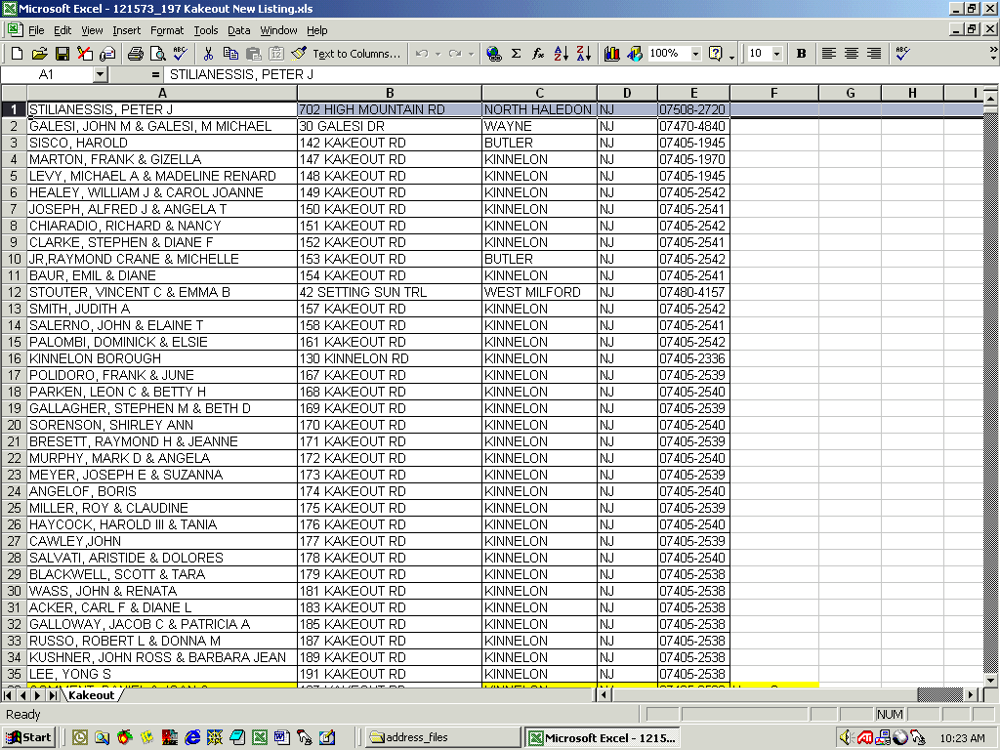 Microsoft Excel - 121573_197 Kakeout New Listing.xls
File Edit View Insert Format Tools Data Window Help
Text to Columns... 100% 10 B
A1 = STILIANESSIS, PETER J
A B C D E F G H I
1 STILIANESSIS, PETER J 702 HIGH MOUNTAIN RD NORTH HALEDON NJ 07508-2720
2 GALESI, JOHN M & GALESI, M MICHAEL 30 GALESI DR WAYNE NJ 07470-4840
3 SISCO, HAROLD 142 KAKEOUT RD BUTLER NJ 07405-1945
4 MARTON, FRANK & GIZELLA 147 KAKEOUT RD KINNELON NJ 07405-1970
5 LEVY, MICHAEL A & MADELINE RENARD 148 KAKEOUT RD KINNELON NJ 07405-1945
6 HEALEY, WILLIAM J & CAROL JOANNE 149 KAKEOUT RD KINNELON NJ 07405-2542
7 JOSEPH, ALFRED J & ANGELA T 150 KAKEOUT RD KINNELON NJ 07405-2541
8 CHIARADIO, RICHARD & NANCY 151 KAKEOUT RD KINNELON NJ 07405-2542
9 CLARKE, STEPHEN & DIANE F 152 KAKEOUT RD KINNELON NJ 07405-2541
10 JR,RAYMOND CRANE & MICHELLE 153 KAKEOUT RD BUTLER NJ 07405-2542
11 BAUR, EMIL & DIANE 154 KAKEOUT RD KINNELON NJ 07405-2541
12 STOUTER, VINCENT C & EMMA B 42 SETTING SUN TRL WEST MILFORD NJ 07480-4157
13 SMITH, JUDITH A 157 KAKEOUT RD KINNELON NJ 07405-2542
14 SALERNO, JOHN & ELAINE T 158 KAKEOUT RD KINNELON NJ 07405-2541
15 PALOMBI, DOMINICK & ELSIE 161 KAKEOUT RD KINNELON NJ 07405-2542
16 KINNELON BOROUGH 130 KINNELON RD KINNELON NJ 07405-2336
17 POLIDORO, FRANK & JUNE 167 KAKEOUT RD KINNELON NJ 07405-2539
18 PARKEN, LEON C & BETTY H 168 KAKEOUT RD KINNELON NJ 07405-2540
19 GALLAGHER, STEPHEN M & BETH D 169 KAKEOUT RD KINNELON NJ 07405-2539
20 SORENSON, SHIRLEY ANN 170 KAKEOUT RD KINNELON NJ 07405-2540
21 BRESETT, RAYMOND H & JEANNE 171 KAKEOUT RD KINNELON NJ 07405-2539
22 MURPHY, MARK D & ANGELA 172 KAKEOUT RD KINNELON NJ 07405-2540
23 MEYER, JOSEPH E & SUZANNA 173 KAKEOUT RD KINNELON NJ 07405-2539
24 ANGELOF, BORIS 174 KAKEOUT RD KINNELON NJ 07405-2540
25 MILLER, ROY & CLAUDINE 175 KAKEOUT RD KINNELON NJ 07405-2539
26 HAYCOCK, HAROLD III & TANIA 176 KAKEOUT RD KINNELON NJ 07405-2540
27 CAWLEY,JOHN 177 KAKEOUT RD KINNELON NJ 07405-2539
28 SALVATI, ARISTIDE & DOLORES 178 KAKEOUT RD KINNELON NJ 07405-2540
29 BLACKWELL, SCOTT & TARA 179 KAKEOUT RD KINNELON NJ 07405-2538
30 WASS, JOHN & RENATA 181 KAKEOUT RD KINNELON NJ 07405-2538
31 ACKER, CARL F & DIANE L 183 KAKEOUT RD KINNELON NJ 07405-2538
32 GALLOWAY, JACOB C & PATRICIA A 185 KAKEOUT RD KINNELON NJ 07405-2538
33 RUSSO, ROBERT L & DONNA M 187 KAKEOUT RD KINNELON NJ 07405-2538
34 KUSHNER, JOHN ROSS & BARBARA JEAN 189 KAKEOUT RD KINNELON NJ 07405-2538
35 LEE, YONG S 191 KAKEOUT RD KINNELON NJ 07405-2538
Kakeout
Ready NUM
Start address_files Microsoft Excel - 1215... 10:23 AM